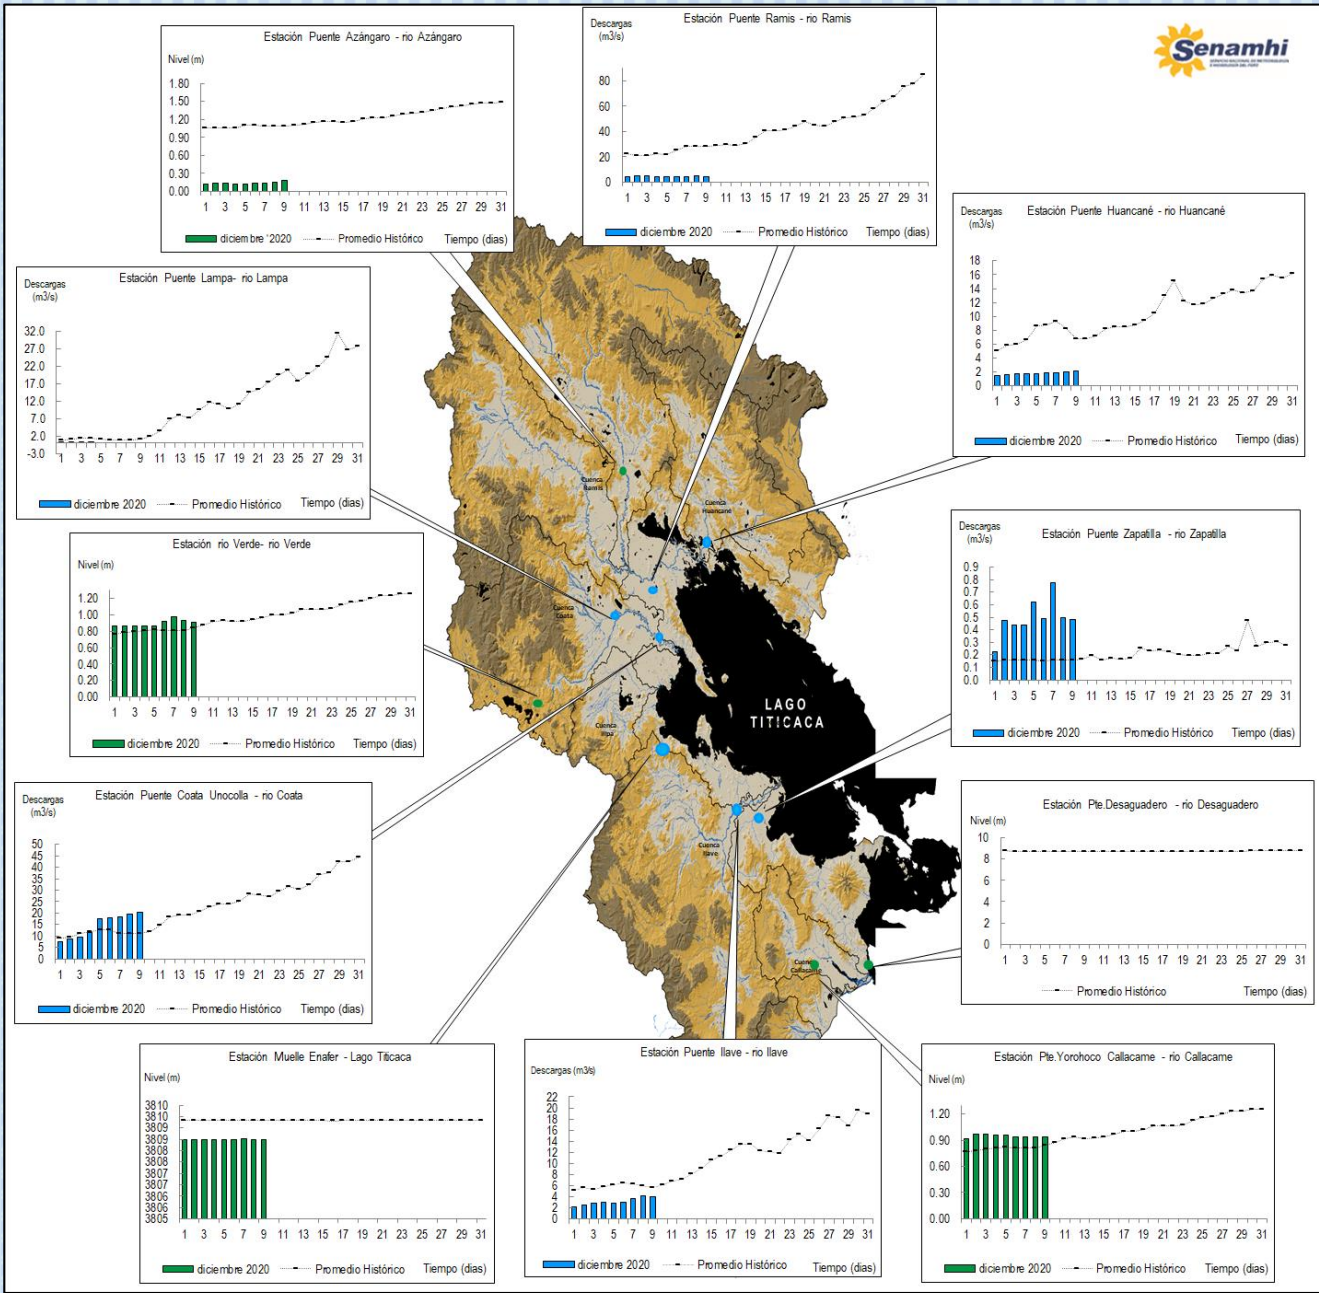 Senamhi
Estación Puente Azángaro - rio Azángaro
Nivel (m)
1.80
1.50
1.20
0.90
0.60
0.30
0.00
1 3 5 7 9 11 13 15 17 19 21 23 25 27 29 31
diciembre '2020 Promedio Histórico Tiempo (dias)
Estación Puente Ramis - rio Ramis
Descargas
(m3/s)
80
60
40
20
0
1 3 5 7 9 11 13 15 17 19 21 23 25 27 29 31
diciembre 2020 Promedio Histórico Tiempo (dias)
Estación Puente Huancané - rio Huancané
Descargas
(m3/s)
18
16
14
12
10
8
6
4
2
0
1 3 5 7 9 11 13 15 17 19 21 23 25 27 29 31
diciembre 2020 Promedio Histórico Tiempo (dias)
Estación Puente Lampa- rio Lampa
Descargas
(m3/s)
32.0
27.0
22.0
17.0
12.0
7.0
2.0
-3.0
1 3 5 7 9 11 13 15 17 19 21 23 25 27 29 31
diciembre 2020 Promedio Histórico Tiempo (dias)
Estación rio Verde- rio Verde
Nivel (m)
1.20
1.00
0.80
0.60
0.40
0.20
0.00
1 3 5 7 9 11 13 15 17 19 21 23 25 27 29 31
diciembre 2020 Promedio Histórico Tiempo (dias)
Estación Puente Zapatilla - rio Zapatilla
Descargas
(m3/s)
0.9
0.8
0.7
0.6
0.5
0.4
0.3
0.2
0.1
0.0
1 3 5 7 9 11 13 15 17 19 21 23 25 27 29 31
diciembre 2020 Promedio Histórico Tiempo (dias)
Cuenca
Ramis
Cuenca
Huancané
Cuenca
Coata
Cuenca
Illpa
Cuenca
Ilave
Callacame
LAGO
TITICACA
Estación Puente Coata Unocolla - rio Coata
Descargas
(m3/s)
50
45
40
35
30
25
20
15
10
5
0
1 3 5 7 9 11 13 15 17 19 21 23 25 27 29 31
diciembre 2020 Promedio Histórico Tiempo (dias)
Estación Pte.Desaguadero - rio Desaguadero
Nivel (m)
10
8
6
4
2
0
1 3 5 7 9 11 13 15 17 19 21 23 25 27 29 31
Promedio Histórico Tiempo (dias)
Estación Muelle Enafer - Lago Titicaca
Nivel (m)
3810
3810
3809
3809
3808
3808
3807
3807
3806
3806
3805
1 3 5 7 9 11 13 15 17 19 21 23 25 27 29 31
diciembre 2020 Promedio Histórico Tiempo (dias)
Estación Puente Ilave - rio Ilave
Descargas (m3/s)
22
20
18
16
14
12
10
8
6
4
2
0
1 3 5 7 9 11 13 15 17 19 21 23 25 27 29 31
diciembre 2020 Promedio Histórico Tiempo (dias)
Estación Pte.Yorohoco Callacame - rio Callacame
Nivel (m)
1.20
0.90
0.60
0.30
0.00
1 3 5 7 9 11 13 15 17 19 21 23 25 27 29 31
diciembre 2020 Promedio Histórico Tiempo (dias)